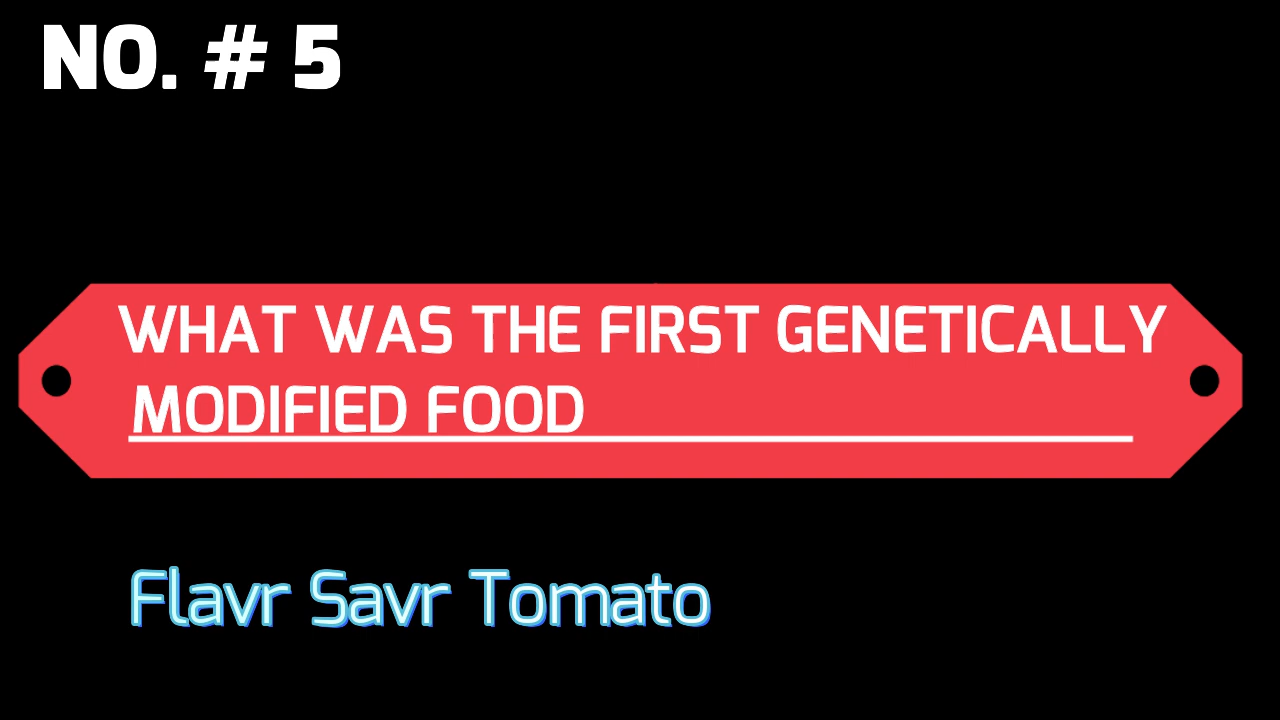 NO. # 5
WHAT WAS THE FIRST GENETICALLY
MODIFIED FOOD
Flavr Savr Tomato